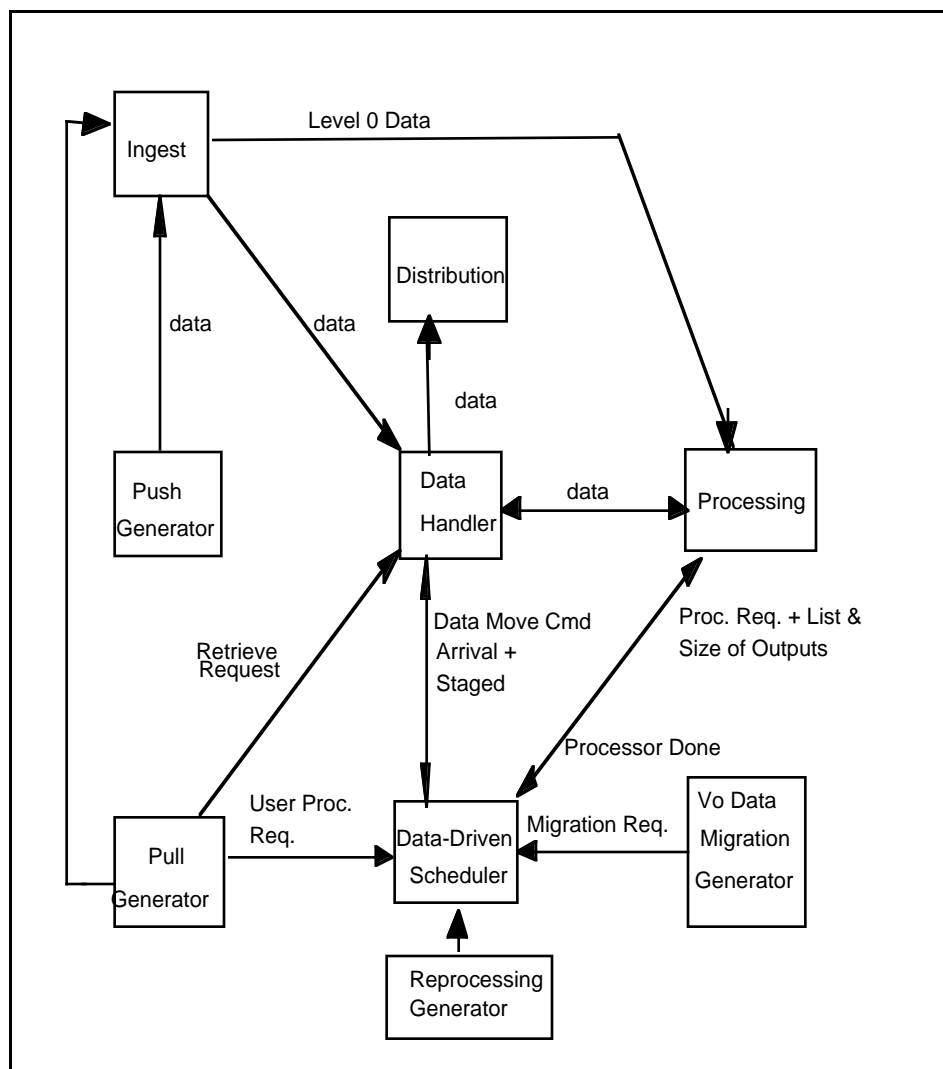 Level 0 Data
Ingest
Distribution
data
data
data
Push
Generator
Data
Handler
data
Processing
Data Move Cmd
Arrival +
Staged
Proc. Req. + List &
Size of Outputs
Retrieve
Request
Processor Done
User Proc.
Req.
Pull
Generator
Data-Driven
Scheduler
Migration Req.
Vo Data
Migration
Generator
Reprocessing
Generator